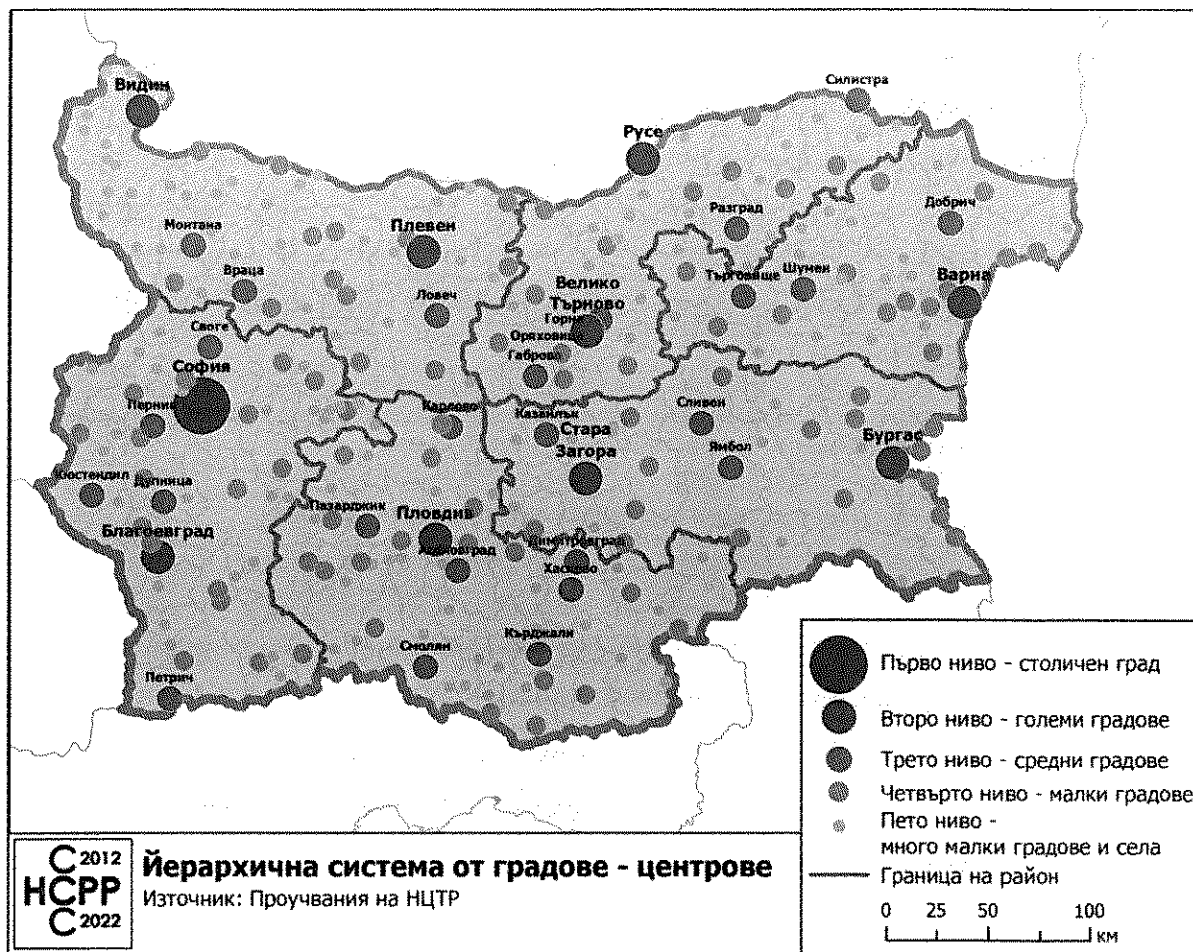 Видин
Силистра
Русе
Монтана
Плевен
Разград
Добрич
Враца
Ловеч
Велико
Търново
Търговище
Шумен
Варна
Своге
Горна
Оряховица
Габрово
София
Перник
Карлово
Казанлък
Стара
Загора
Сливен
Ямбол
Бургас
Кюстендил
Дупница
Благоевград
Пазарджик
Пловдив
Асеновград
Димитровград
Хасково
Смолян
Кърджали
Петрич
Първо ниво - столичен град
Второ ниво - големи градове
Трето ниво - средни градове
Четвърто ниво - малки градове
Пето ниво -
много малки градове и села
Граница на район
0 25 50 100
км
С 2012
НСРР
С 2022
Йерархична система от градове - центрове
Източник: Проучвания на НЦТР